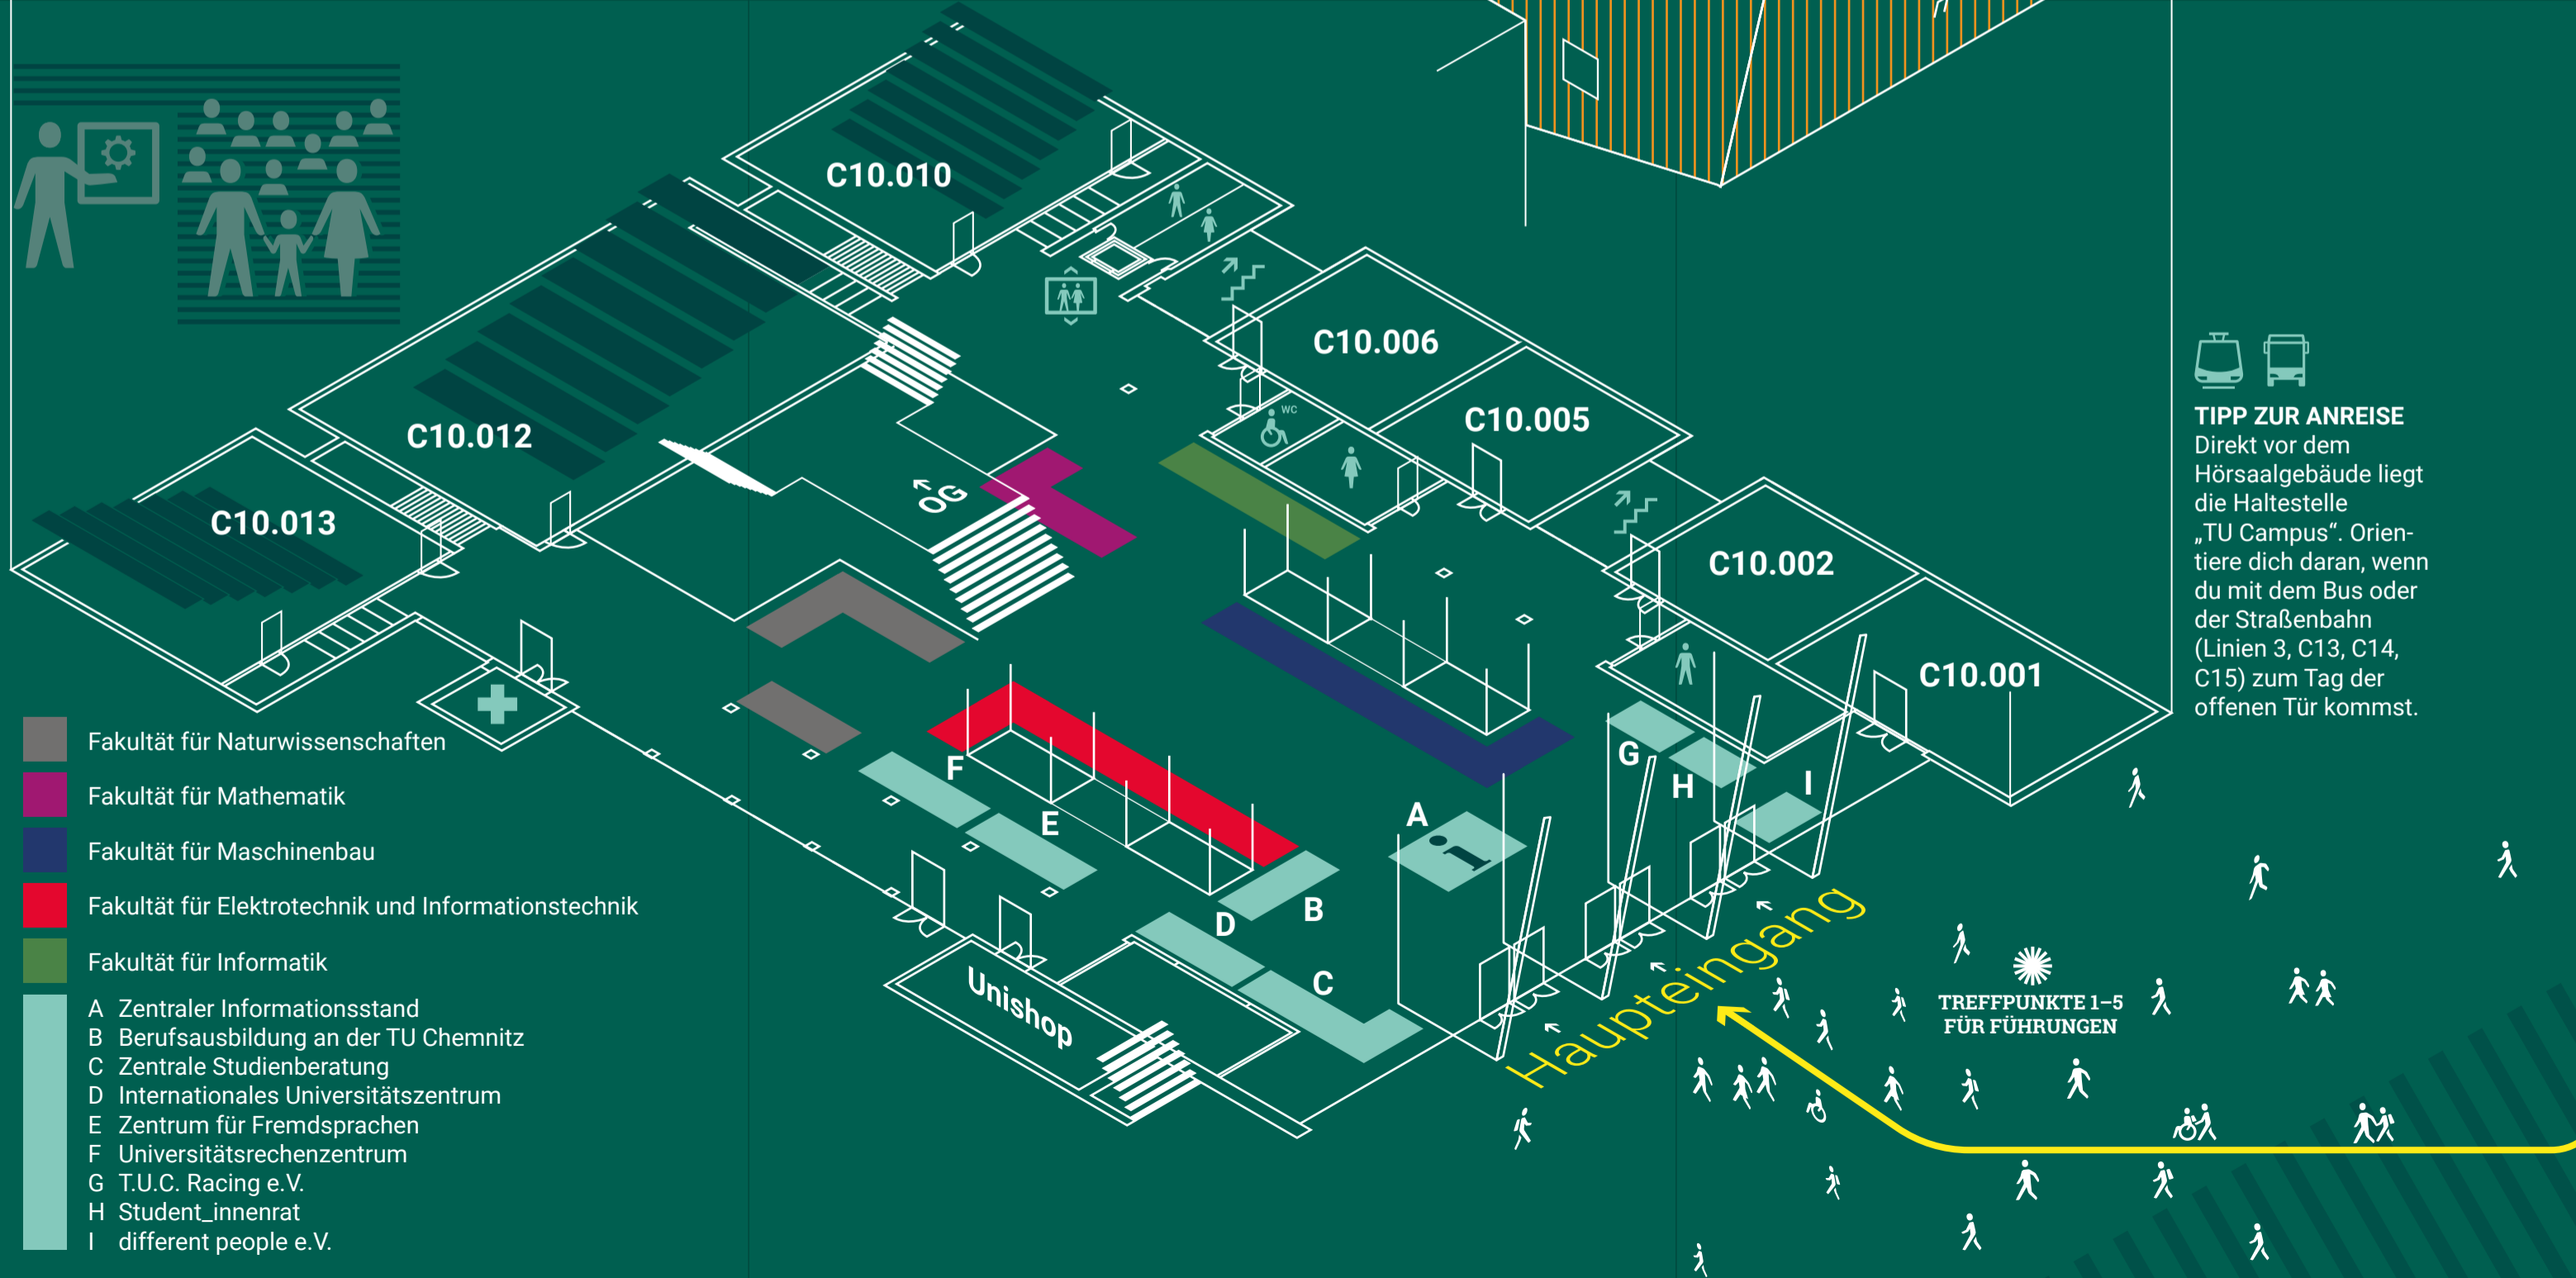 C10.010
C10.006
C10.005
WC
C10.012
C10.013
OG
C10.002
C10.001
TIPP ZUR ANREISE
Direkt vor dem
Hörsaalgebäude liegt
die Haltestelle
„TU Campus“. Orien-
tiere dich daran, wenn
du mit dem Bus oder
der Straßenbahn
(Linien 3, C13, C14,
C15) zum Tag der
offenen Tür kommst.
F
E
G
H
I
A
i
B
D
C
Unishop
Haupteingang
TREFFPUNKTE 1–5
FÜR FÜHRUNGEN
Fakultät für Naturwissenschaften
Fakultät für Mathematik
Fakultät für Maschinenbau
Fakultät für Elektrotechnik und Informationstechnik
Fakultät für Informatik
A Zentraler Informationsstand
B Berufsausbildung an der TU Chemnitz
C Zentrale Studienberatung
D Internationales Universitätszentrum
E Zentrum für Fremdsprachen
F Universitätsrechenzentrum
G T.U.C. Racing e.V.
H Student_innenrat
I different people e.V.